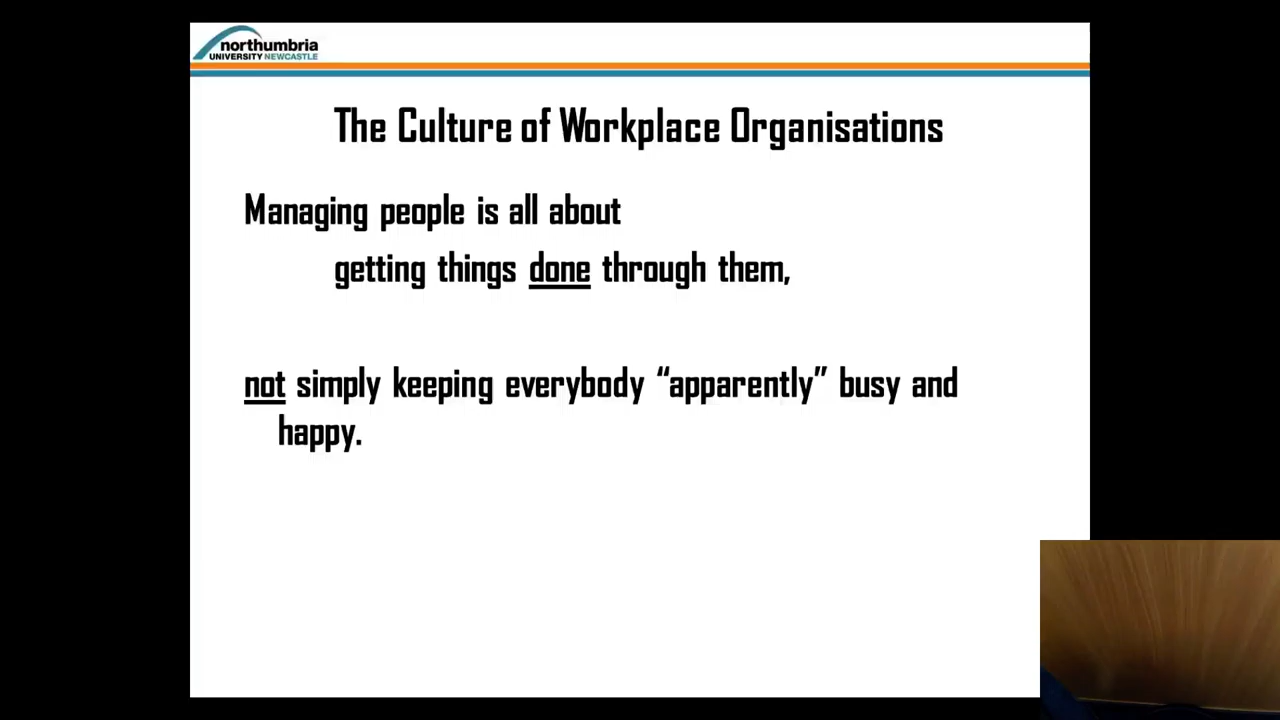 northumbria
UNIVERSITY NEWCASTLE
The Culture of Workplace Organisations
Managing people is all about
getting things done through them,
not simply keeping everybody “apparently” busy and
happy.